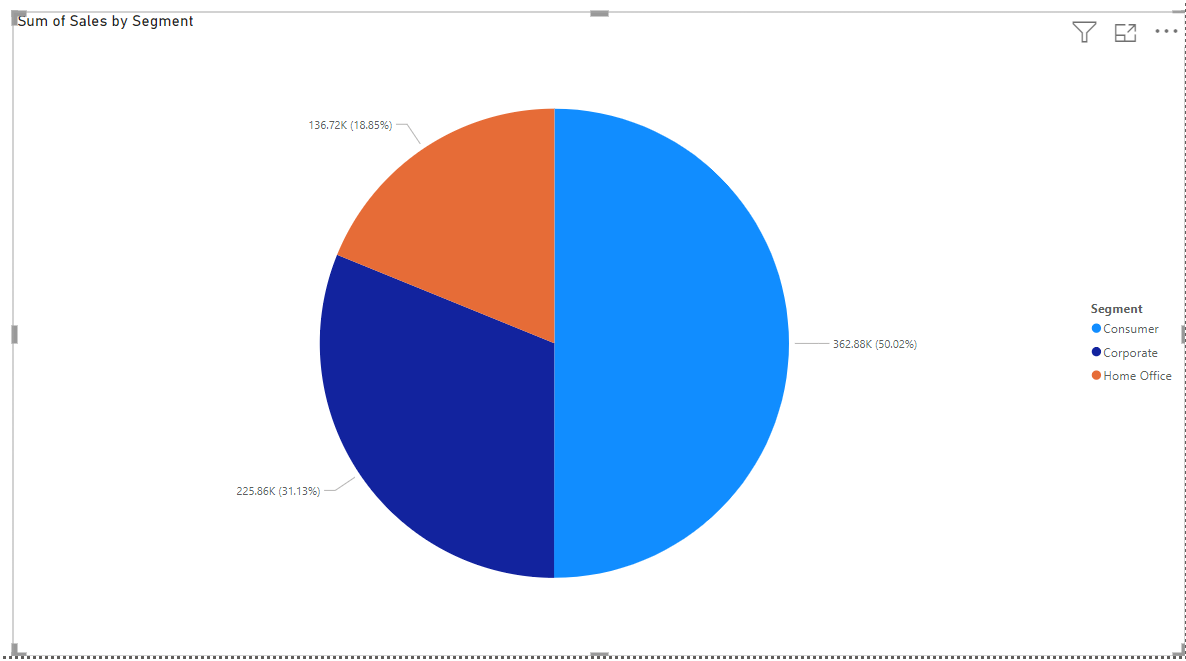 Sum of Sales by Segment
136.72K (18.85%)
362.88K (50.02%)
225.86K (31.13%)
Segment
Consumer
Corporate
Home Office